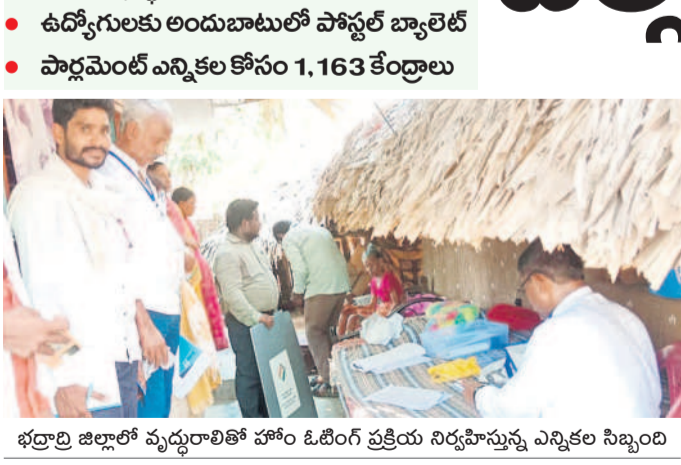 • ఉద్యోగులకు అందుబాటులో పోస్టల్ బ్యాలెట్
• పార్లమెంట్ ఎన్నికల కోసం 1,163 కేంద్రాలు
భద్రాద్రి జిల్లాలో వృద్ధురాలితో హోం ఓటింగ్ ప్రక్రియ నిర్వహిస్తున్న ఎన్నికల సిబ్బంది